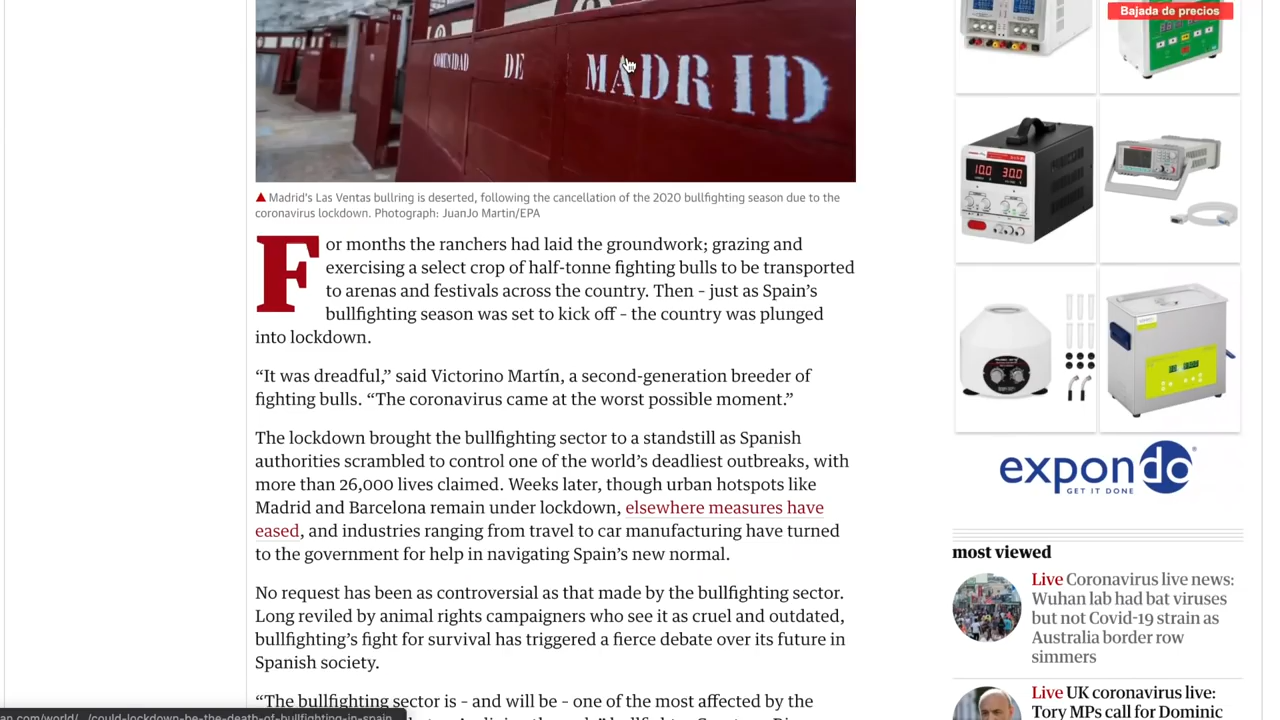 COMUNIDAD DE MADRID
▲ Madrid's Las Ventas bullring is deserted, following the cancellation of the 2020 bullfighting season due to the
coronavirus lockdown. Photograph: JuanJo Martin/EPA
For months the ranchers had laid the groundwork; grazing and
exercising a select crop of half-tonne fighting bulls to be transported
to arenas and festivals across the country. Then – just as Spain's
bullfighting season was set to kick off – the country was plunged
into lockdown.
“It was dreadful,” said Victorino Martín, a second-generation breeder of
fighting bulls. “The coronavirus came at the worst possible moment.”
The lockdown brought the bullfighting sector to a standstill as Spanish
authorities scrambled to control one of the world's deadliest outbreaks, with
more than 26,000 lives claimed. Weeks later, though urban hotspots like
Madrid and Barcelona remain under lockdown, elsewhere measures have
eased, and industries ranging from travel to car manufacturing have turned
to the government for help in navigating Spain's new normal.
No request has been as controversial as that made by the bullfighting sector.
Long reviled by animal rights campaigners who see it as cruel and outdated,
bullfighting's fight for survival has triggered a fierce debate over its future in
Spanish society.
“The bullfighting sector is – and will be – one of the most affected by the
Bajada de precios
10.0 30.0
expondo
GET IT DONE
most viewed
Live Coronavirus live news:
Wuhan lab had bat viruses
but not Covid-19 strain as
Australia border row
simmers
Live UK coronavirus live:
Tory MPs call for Dominic